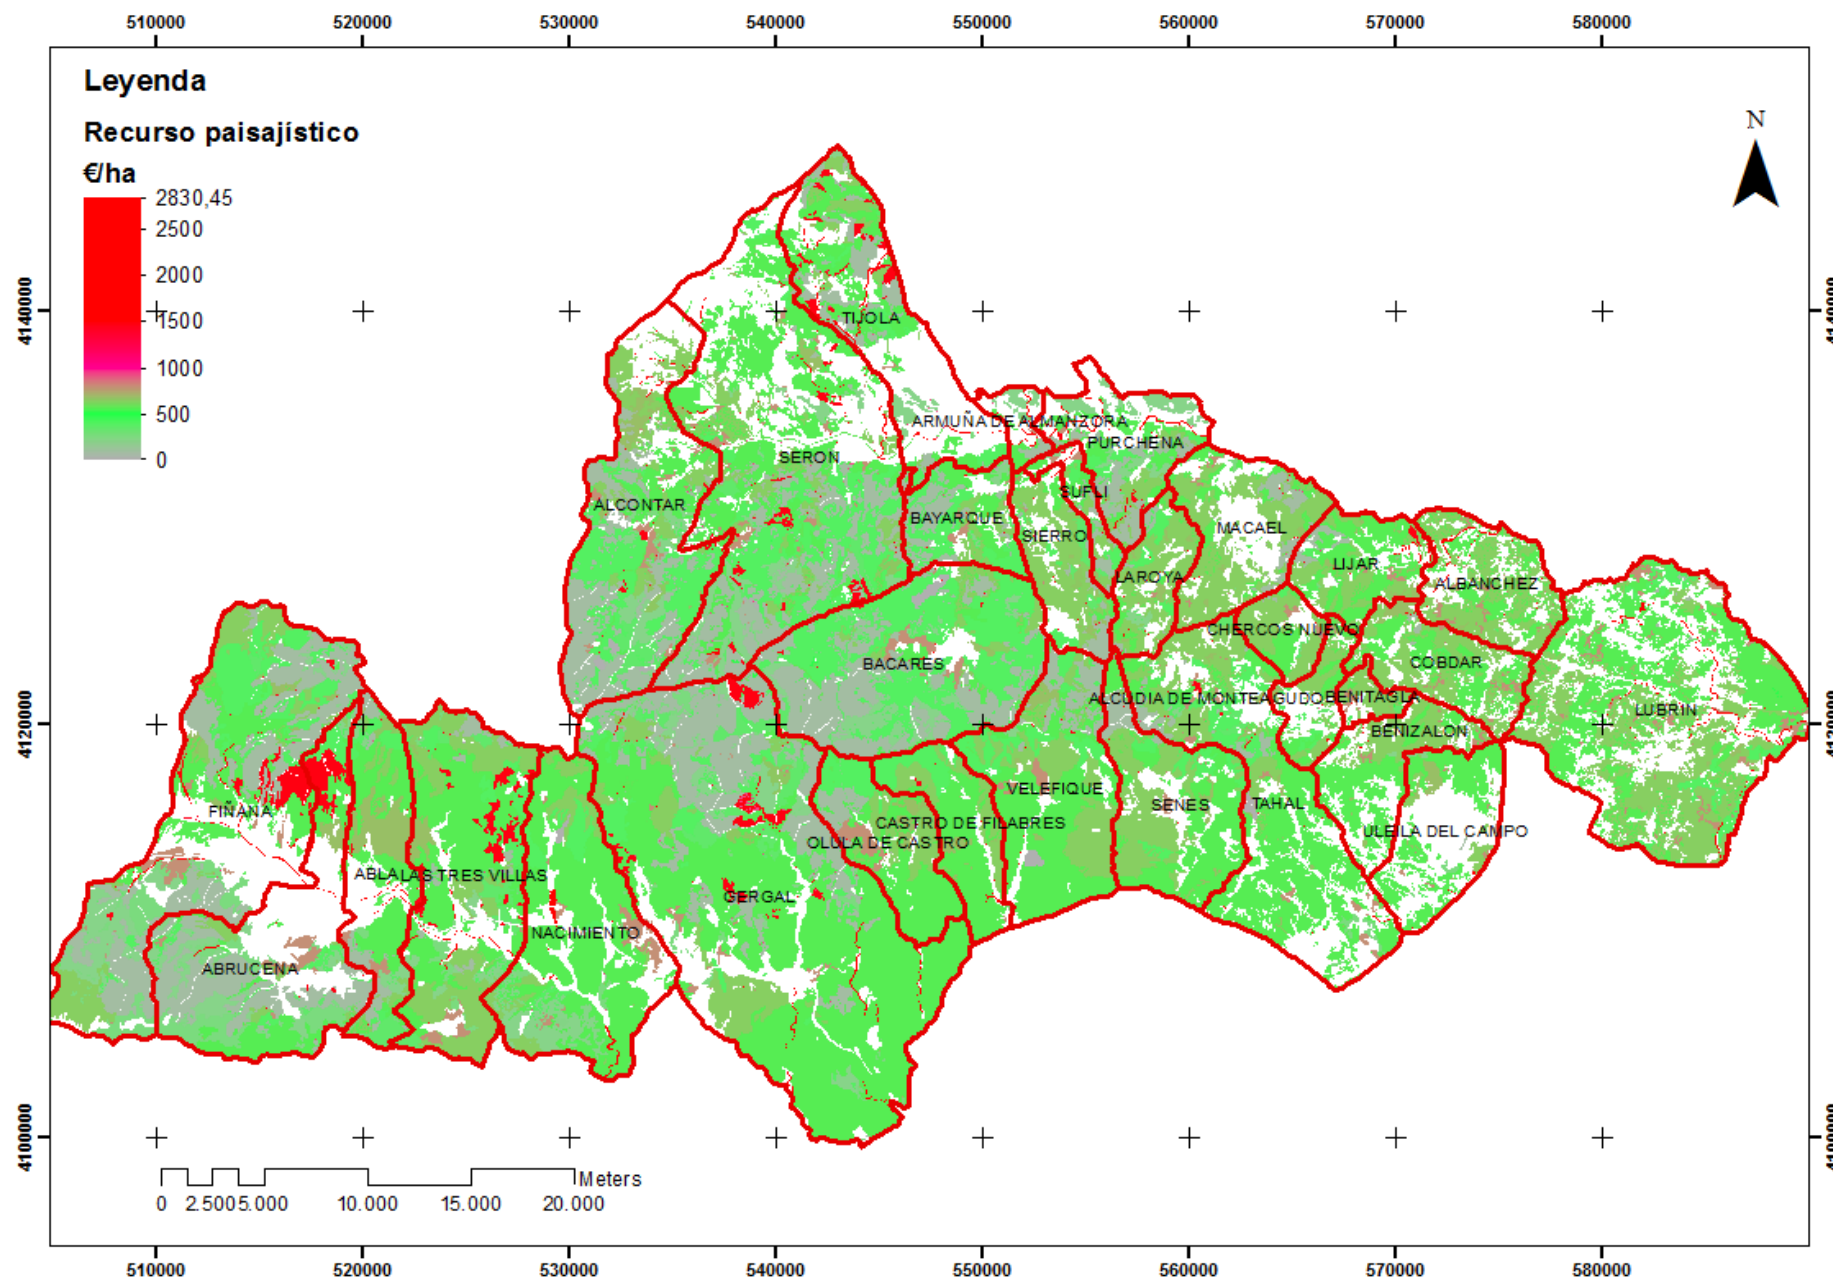 510000 520000 530000 540000 550000 560000 570000 580000
Leyenda
Recurso paisajístico
€/ha
2830,45
2500
2000
1500
1000
500
0
N
4140000
4140000
TIJOLA
ARMUÑA DE ALMANZORA
PURCHENA
SERON
SUFLI
ALCONTAR
BAYARQUE
MACAEL
SIERRO
LIJAR
LAROYA
ALBANCHEZ
CHERCOS NUEVO
BACARES
COBDAR
ALCUDIA DE MONTEAGUDO
BENITAGLA
LUBRIN
4120000
4120000
BENIZALON
VELEFIQUE
SENES
TAHAL
FIÑANA
CASTRO DE FILABRES
ULEILA DEL CAMPO
OLULA DE CASTRO
ABLA
LAS TRES VILLAS
GERGAL
NACIMIENTO
ABRUCENA
4100000
4100000
Meters
0 2.500 5.000 10.000 15.000 20.000
510000 520000 530000 540000 550000 560000 570000 580000